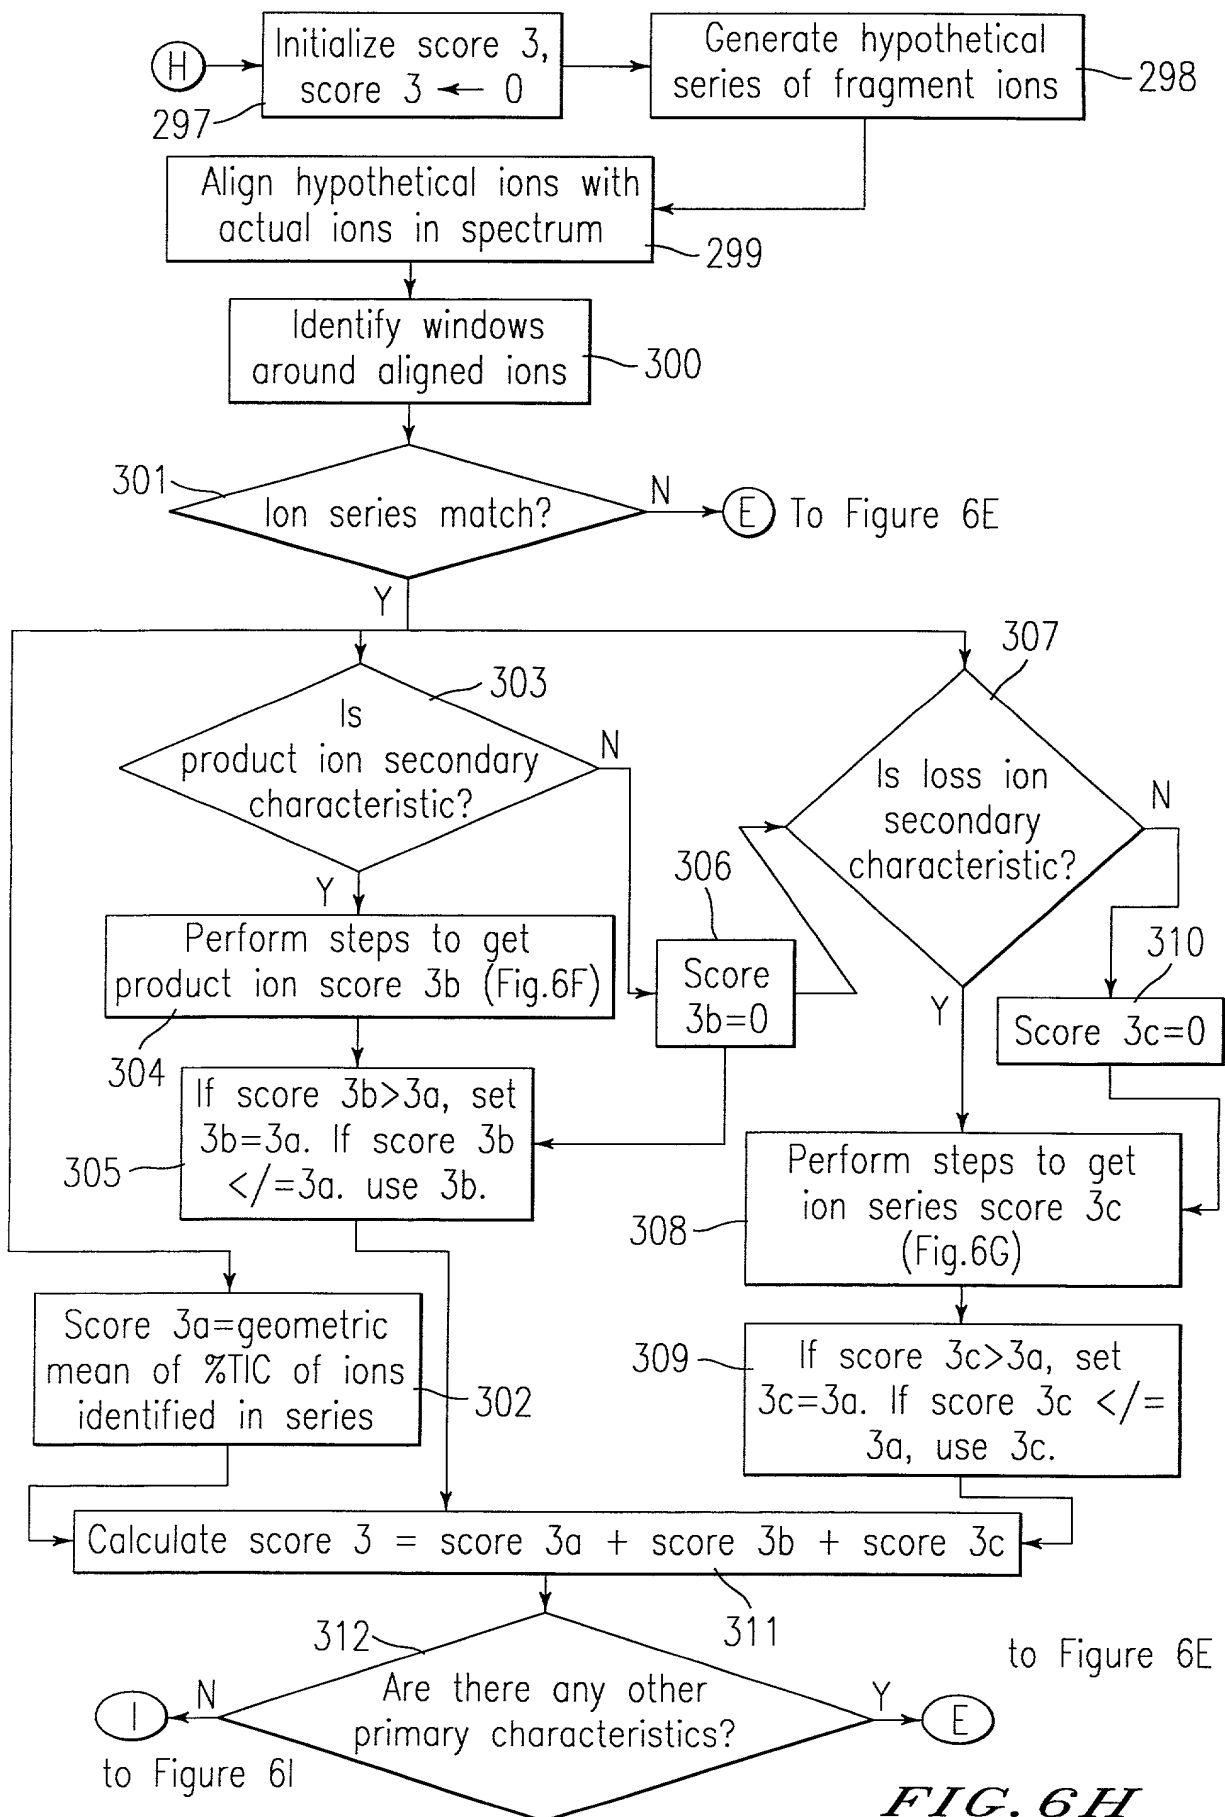 H
Initialize score 3,
score 3 ← 0
297
Generate hypothetical
series of fragment ions
298
Align hypothetical ions with
actual ions in spectrum
299
Identify windows
around aligned ions
300
301
Ion series match?
N
E
To Figure 6E
Y
303
Is
product ion secondary
characteristic?
N
Y
307
Is loss ion
secondary
characteristic?
N
Y
306
Score
3b=0
310
Score 3c=0
Perform steps to get
product ion score 3b (Fig.6F)
304
If score 3b>3a, set
3b=3a. If score 3b
</=3a. use 3b.
305
Perform steps to get
ion series score 3c
(Fig.6G)
308
If score 3c>3a, set
3c=3a. If score 3c </=
3a, use 3c.
309
Score 3a=geometric
mean of %TIC of ions
identified in series
302
Calculate score 3 = score 3a + score 3b + score 3c
311
312
Are there any other
primary characteristics?
N
I
to Figure 6I
Y
E
to Figure 6E
FIG. 6H